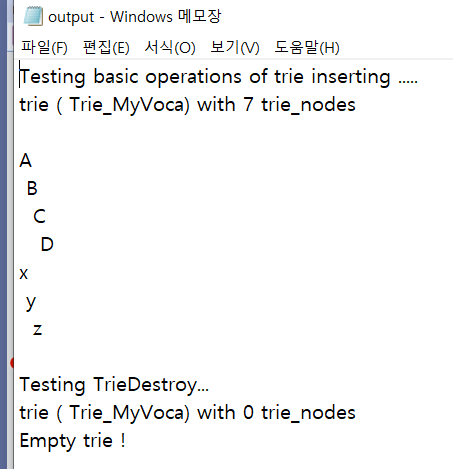 output - Windows 메모장
파일(F) 편집(E) 서식(O) 보기(V) 도움말(H)
Testing basic operations of trie inserting .....
trie ( Trie_MyVoca) with 7 trie_nodes
A
B
C
D
x
y
z
Testing TrieDestroy...
trie ( Trie_MyVoca) with 0 trie_nodes
Empty trie !